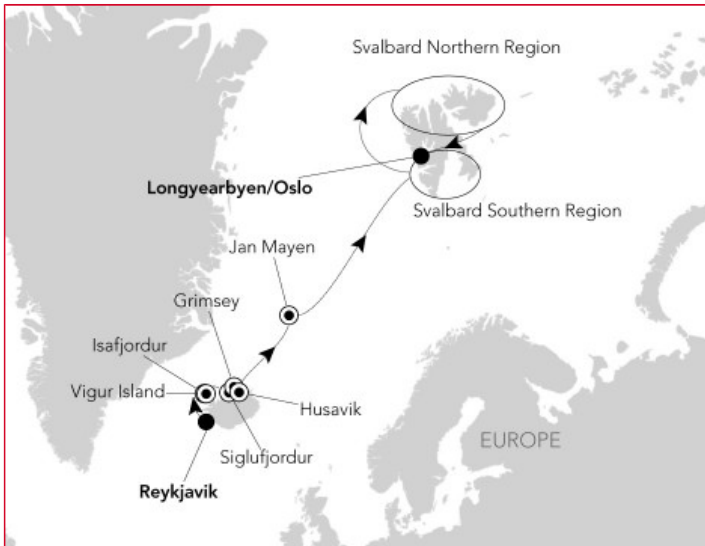 Svalbard Northern Region
Longyearbyen/Oslo
Svalbard Southern Region
Jan Mayen
Grimsey
Isafjordur
Vigur Island
Husavik
Siglufjordur
EUROPE
Reykjavik